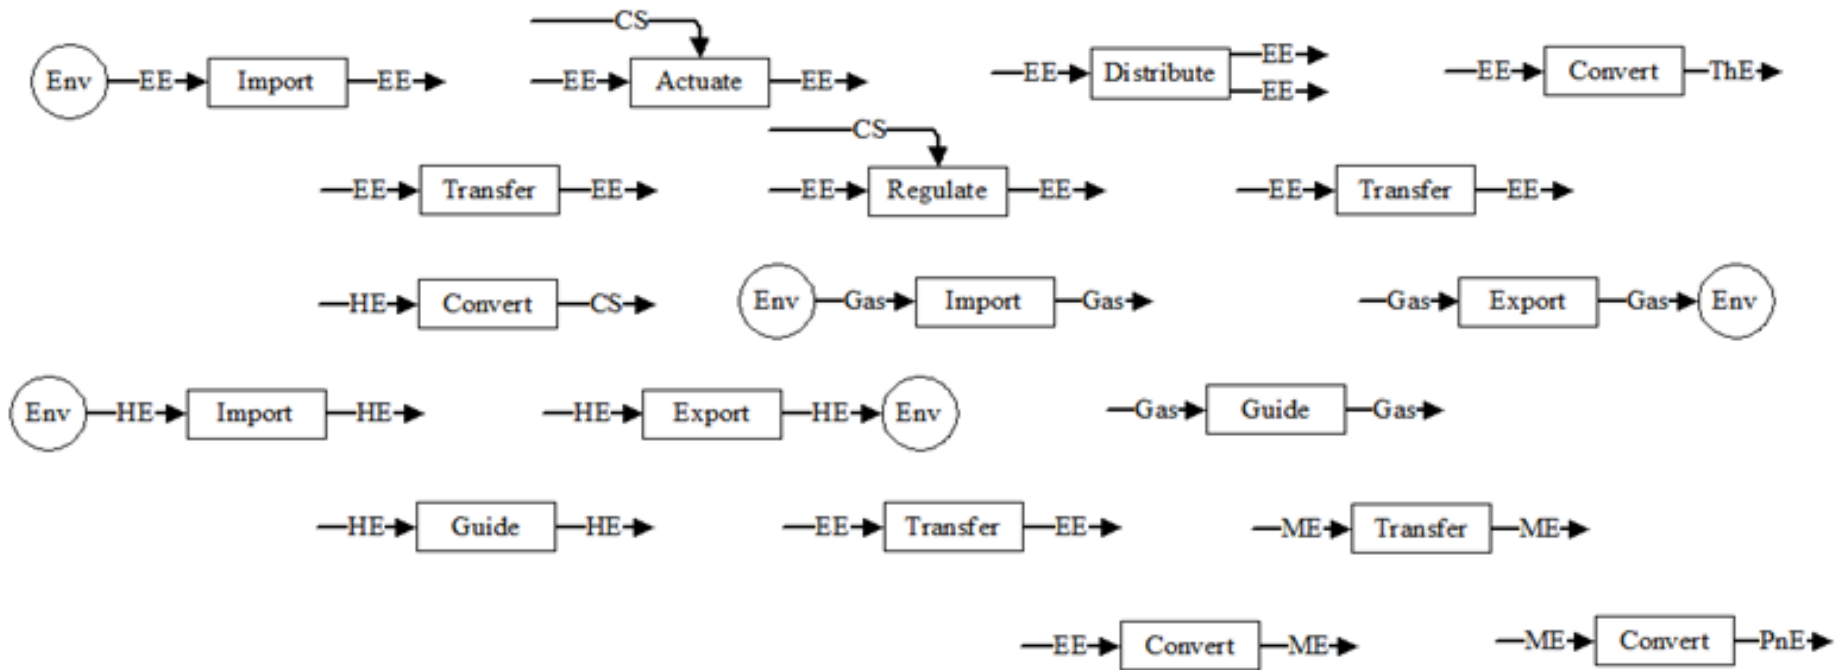 CS
Env EE Import EE EE Actuate EE EE Distribute EE EE EE Convert ThE
CS
EE Transfer EE EE Regulate EE EE Transfer EE
HE Convert CS Env Gas Import Gas Gas Export Gas Env
Env HE Import HE HE Export HE Env Gas Guide Gas
HE Guide HE EE Transfer EE ME Transfer ME
EE Convert ME ME Convert PnE